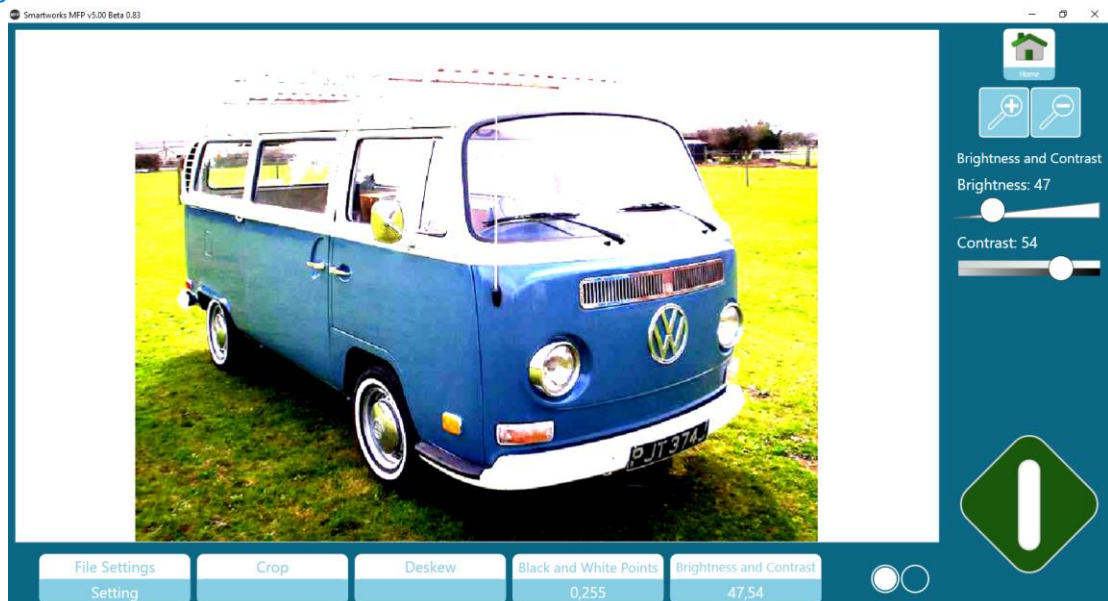 Smartworks MFP v5.00 Beta 0.83
Home
Brightness and Contrast
Brightness: 47
Contrast: 54
PJT 374J
File Settings
Setting
Crop
Deskew
Black and White Points
0,255
Brightness and Contrast
47,54